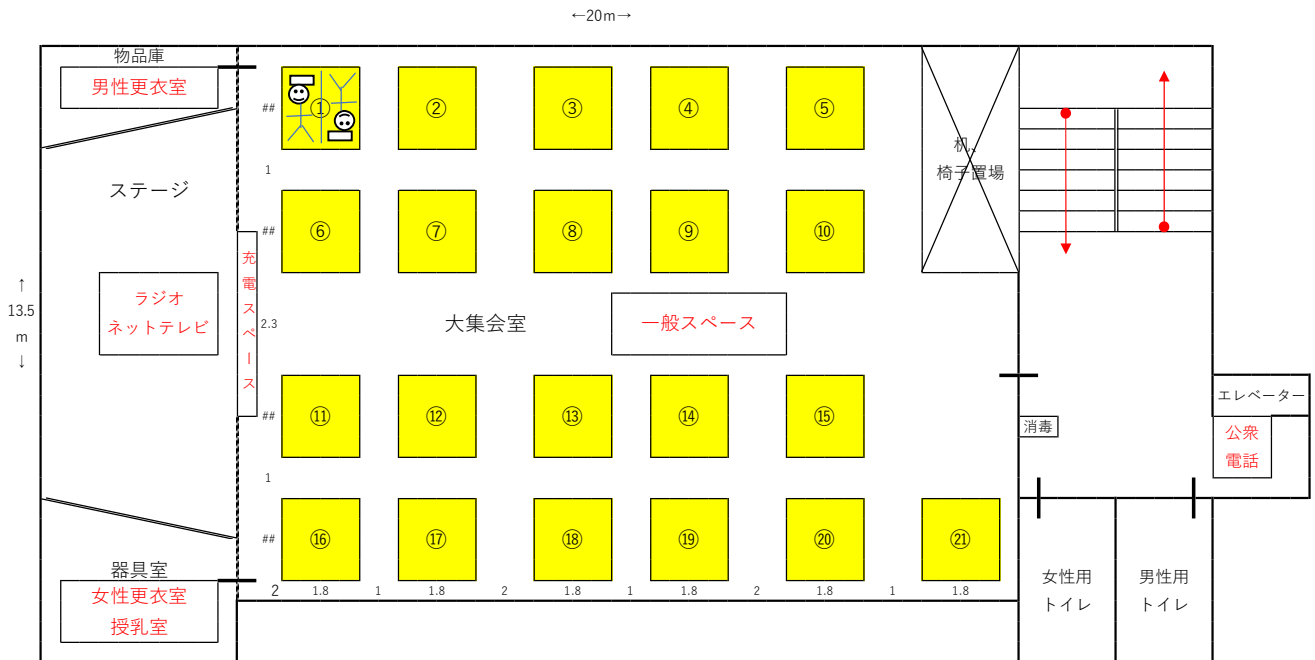 ←20m→
物品庫
男性更衣室
##
①
②
③
④
⑤
机、
椅子置場
1
ステージ
##
⑥
⑦
⑧
⑨
⑩
充電スペース
↑
13.5
m
↓
ラジオ
ネットテレビ
2.3
大集会室
一般スペース
##
⑪
⑫
⑬
⑭
⑮
エレベーター
消毒
公衆
電話
1
##
⑯
⑰
⑱
⑲
⑳
㉑
器具室
女性更衣室
授乳室
2
1.8
1
1.8
2
1.8
1
1.8
2
1.8
1
1.8
女性用
トイレ
男性用
トイレ